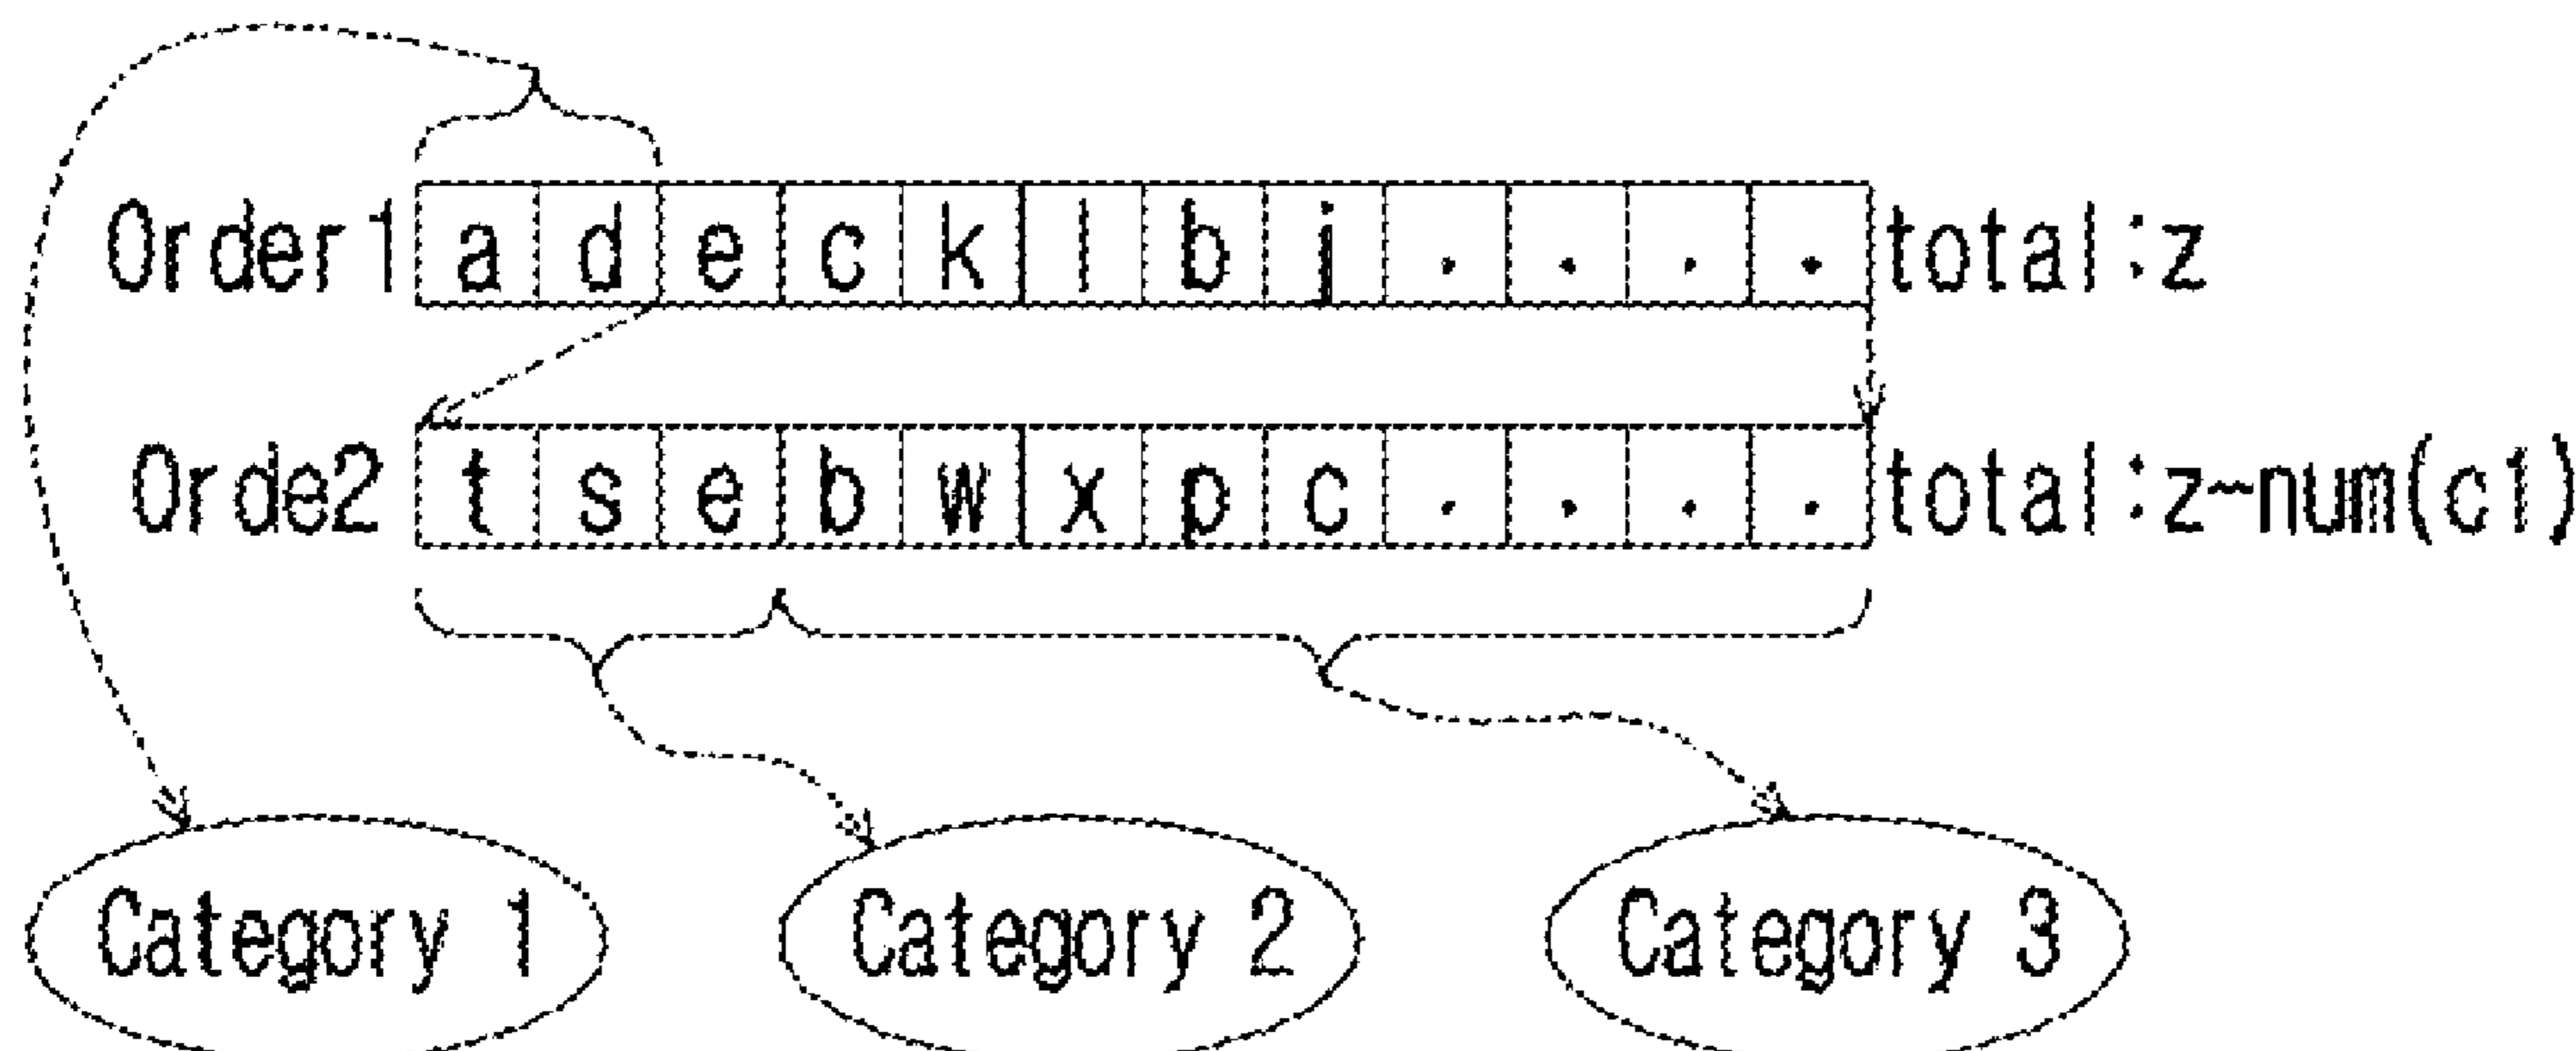 Order1 a d e c k l b j . . . . total:z
Orde2 t s e b w x p c . . . . total:z~num(c1)
Category 1 Category 2 Category 3